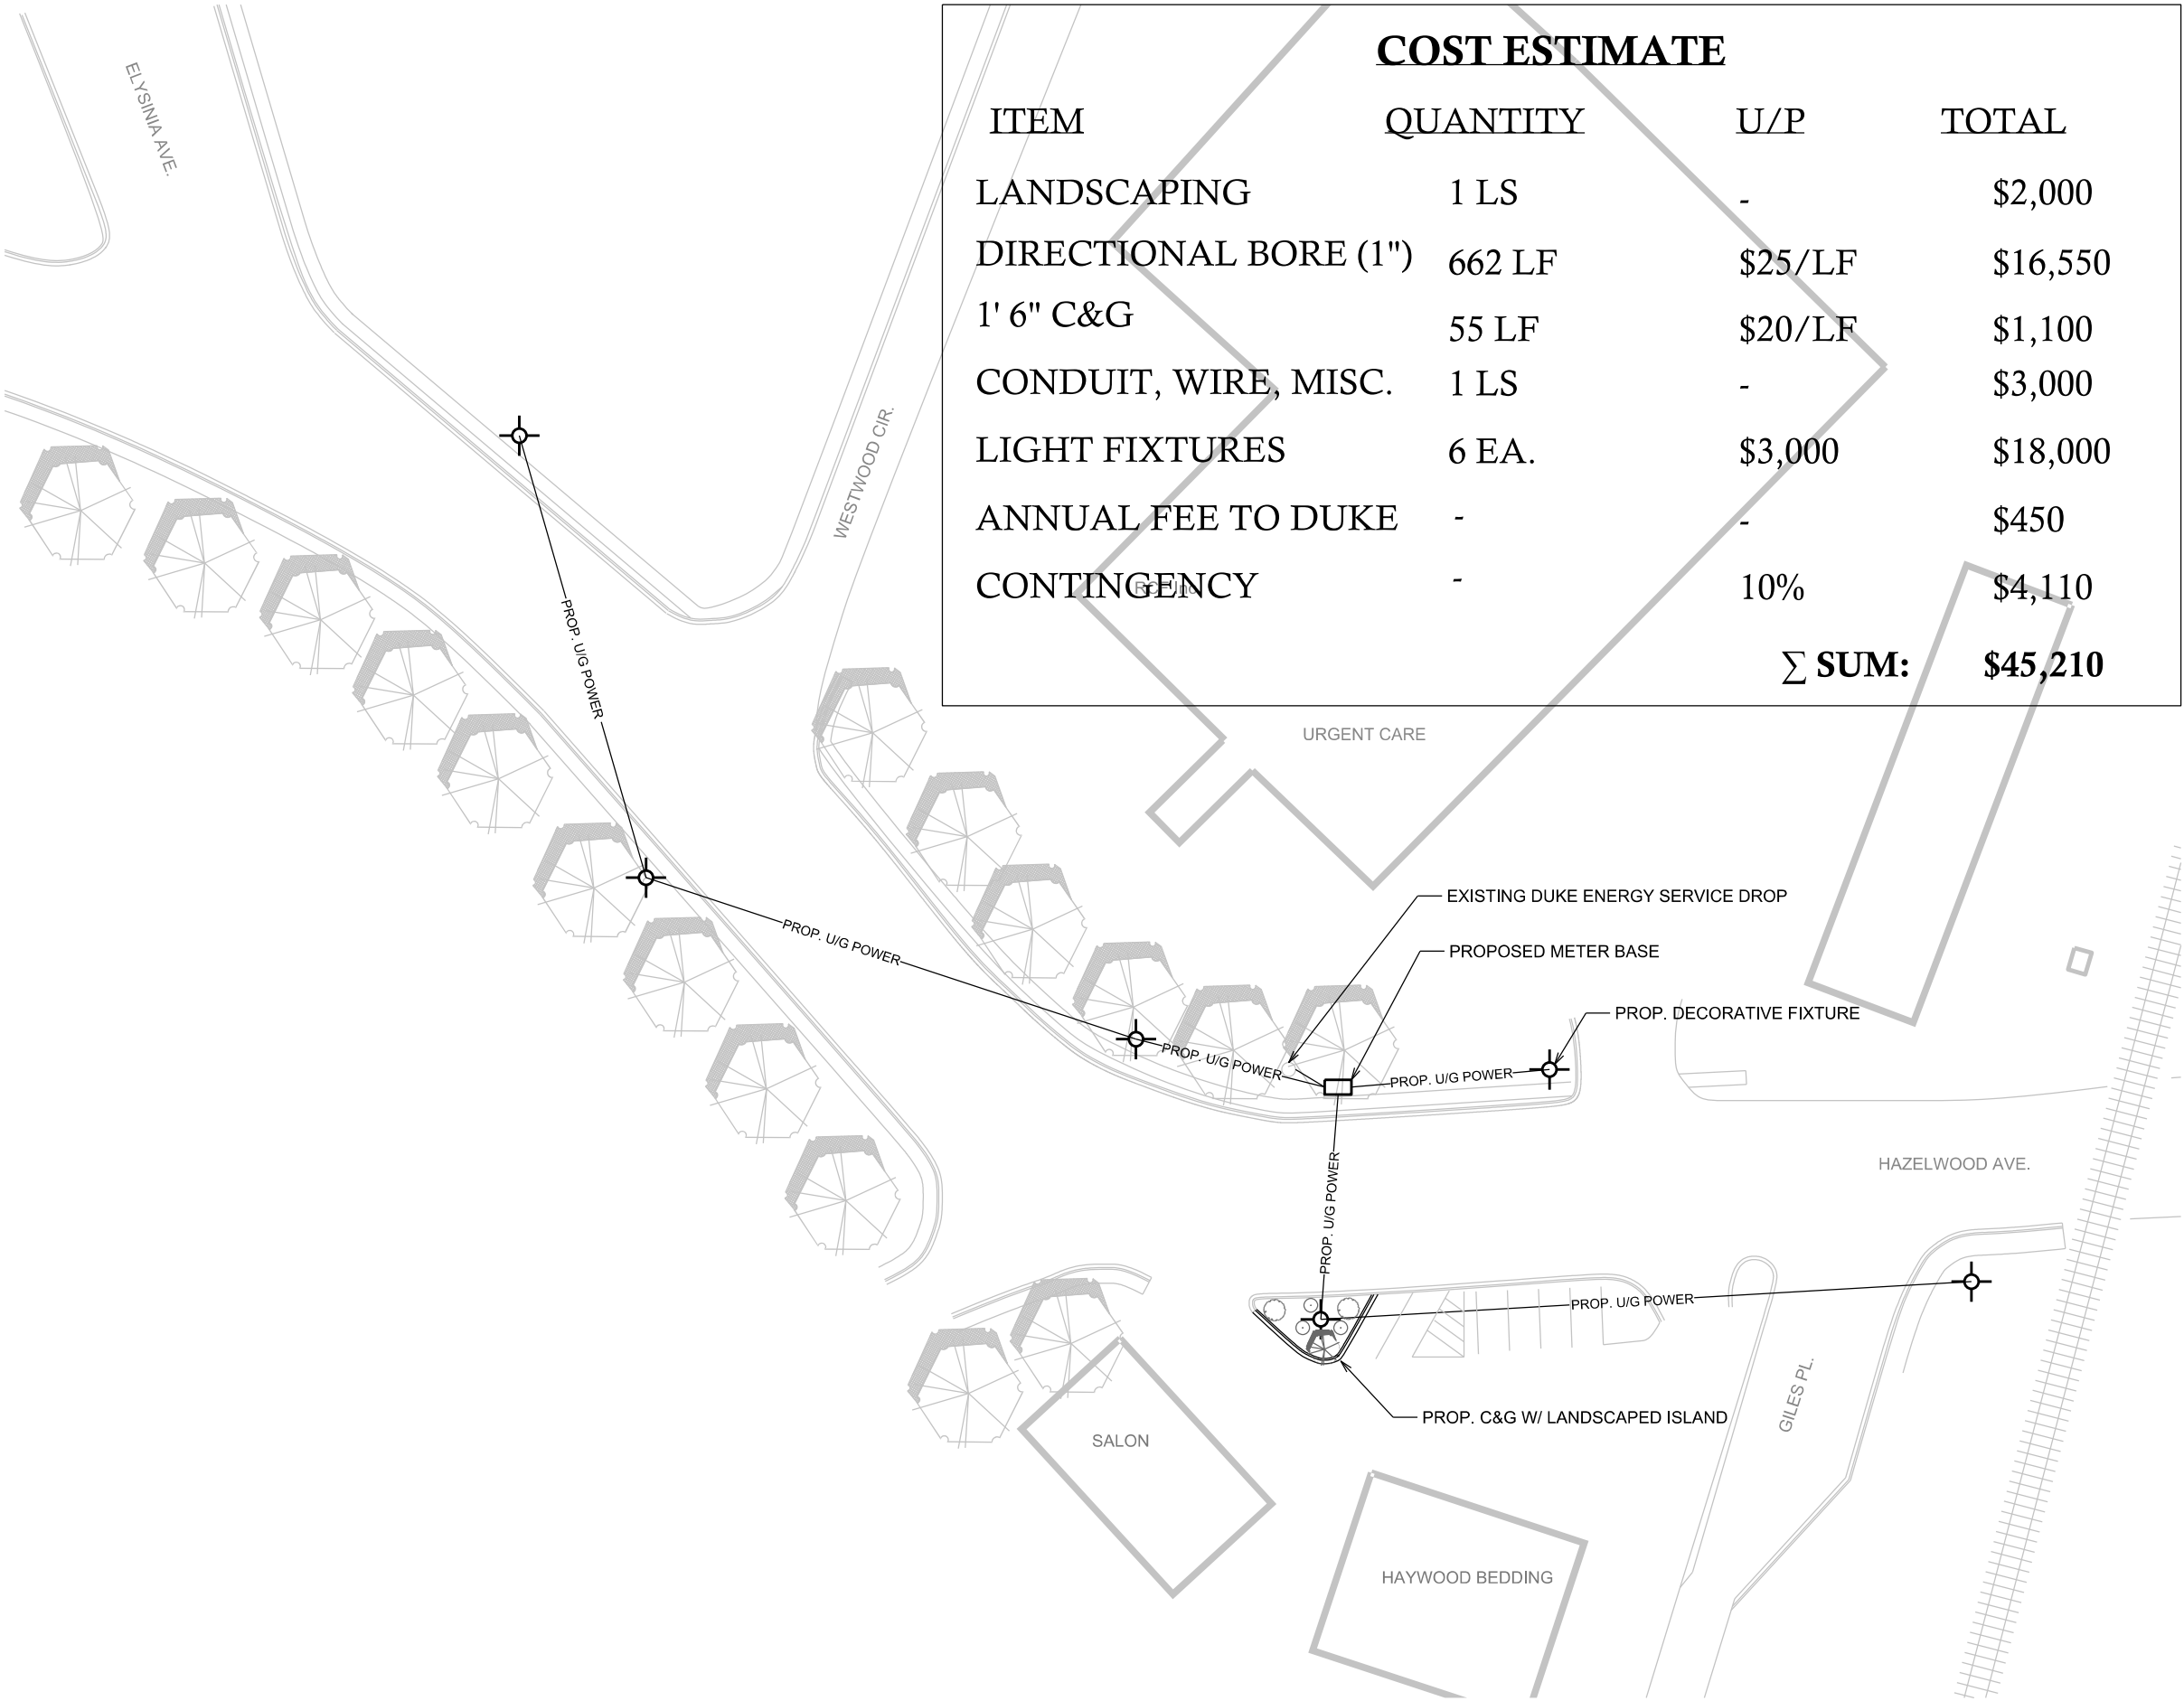 COST ESTIMATE
ITEM QUANTITY U/P TOTAL
LANDSCAPING 1 LS - $2,000
DIRECTIONAL BORE (1") 662 LF $25/LF $16,550
1' 6" C&G 55 LF $20/LF $1,100
CONDUIT, WIRE, MISC. 1 LS - $3,000
LIGHT FIXTURES 6 EA. $3,000 $18,000
ANNUAL FEE TO DUKE - - $450
CONTINGENCY - 10% $4,110
∑ SUM: $45,210
ELYSINIA AVE.
WESTWOOD CIR.
URGENT CARE
PROP. U/G POWER
PROP. U/G POWER
EXISTING DUKE ENERGY SERVICE DROP
PROPOSED METER BASE
PROP. DECORATIVE FIXTURE
PROP. U/G POWER
PROP. U/G POWER
PROP. U/G POWER
HAZELWOOD AVE.
PROP. U/G POWER
GILES PL.
PROP. C&G W/ LANDSCAPED ISLAND
SALON
HAYWOOD BEDDING